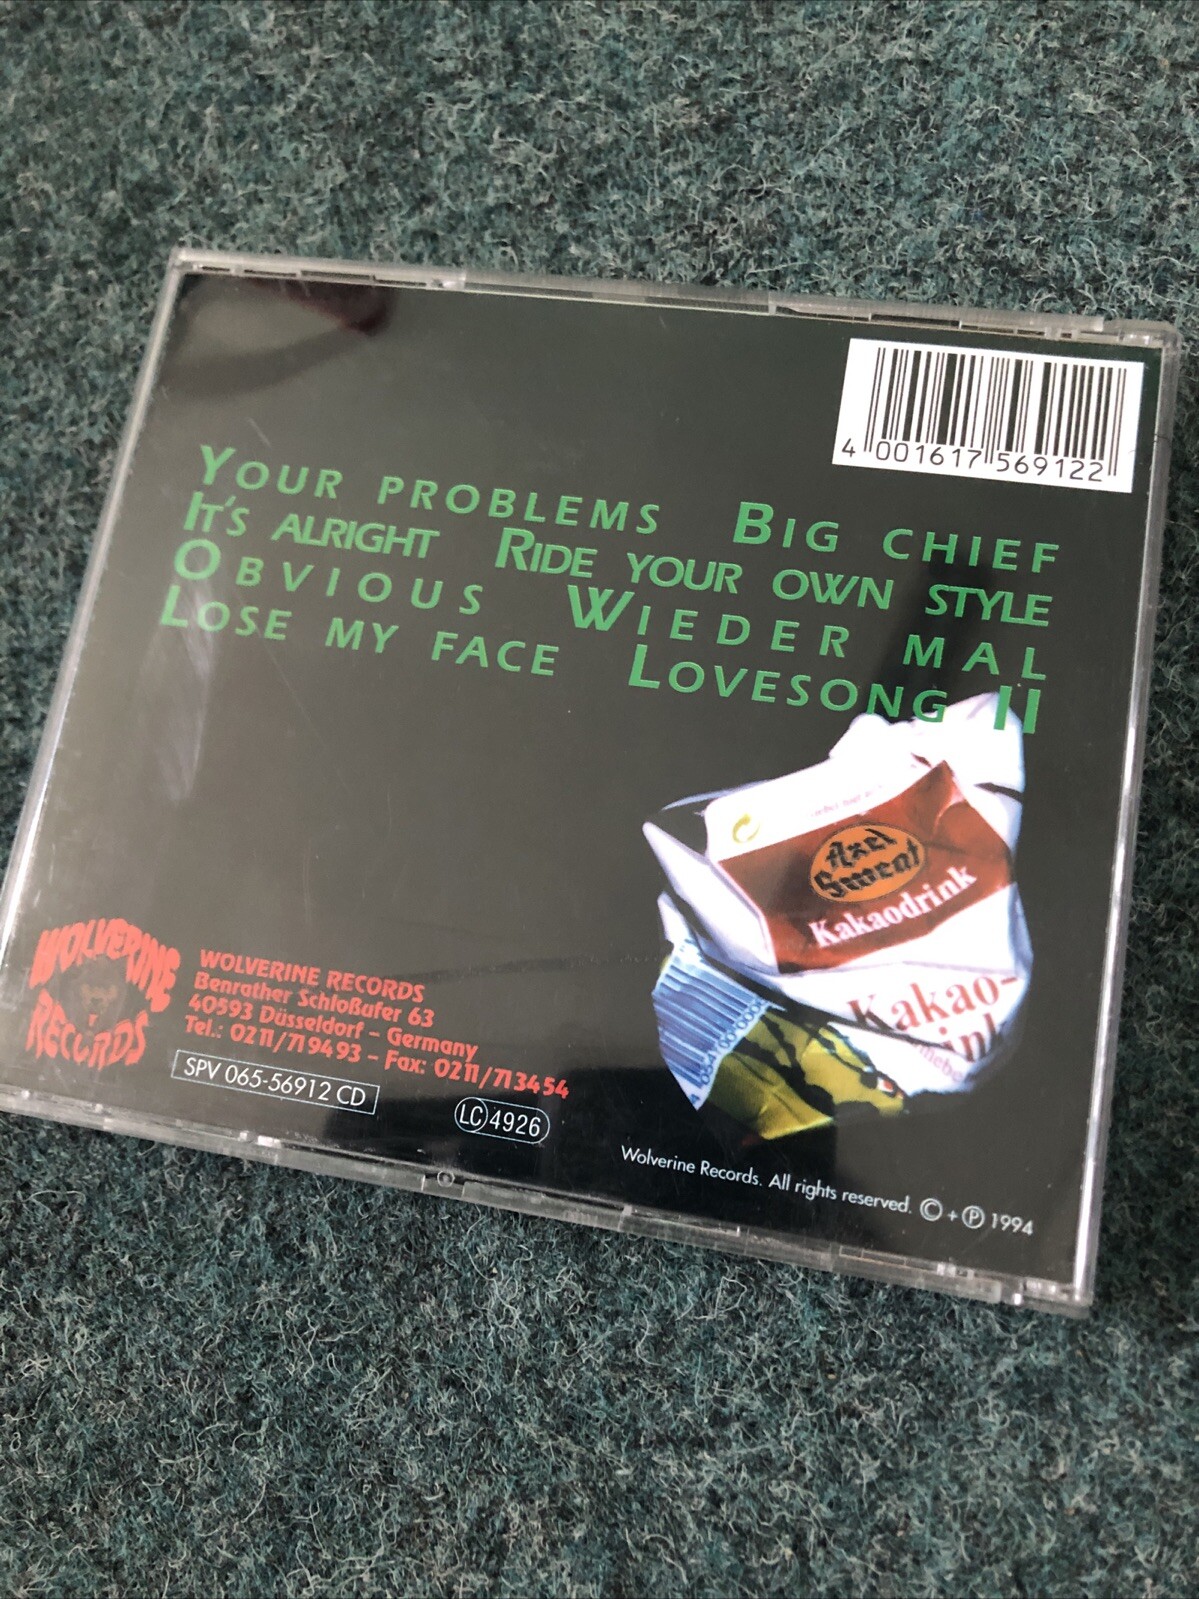 4 001617 569122
YOUR PROBLEMS BIG CHIEF
IT'S ALRIGHT RIDE YOUR OWN STYLE
OBVIOUS WIEDER MAL
LOSE MY FACE LOVESONG II
Axel
Sweat
Kakaodrink
Kakao-
WOLVERINE
RECORDS
WOLVERINE RECORDS
Benrather Schloßufer 63
40593 Düsseldorf – Germany
Tel.: 0211/719493 – Fax: 0211/713454
SPV 065-56912 CD
LC 4926
Wolverine Records. All rights reserved. © + ℗ 1994